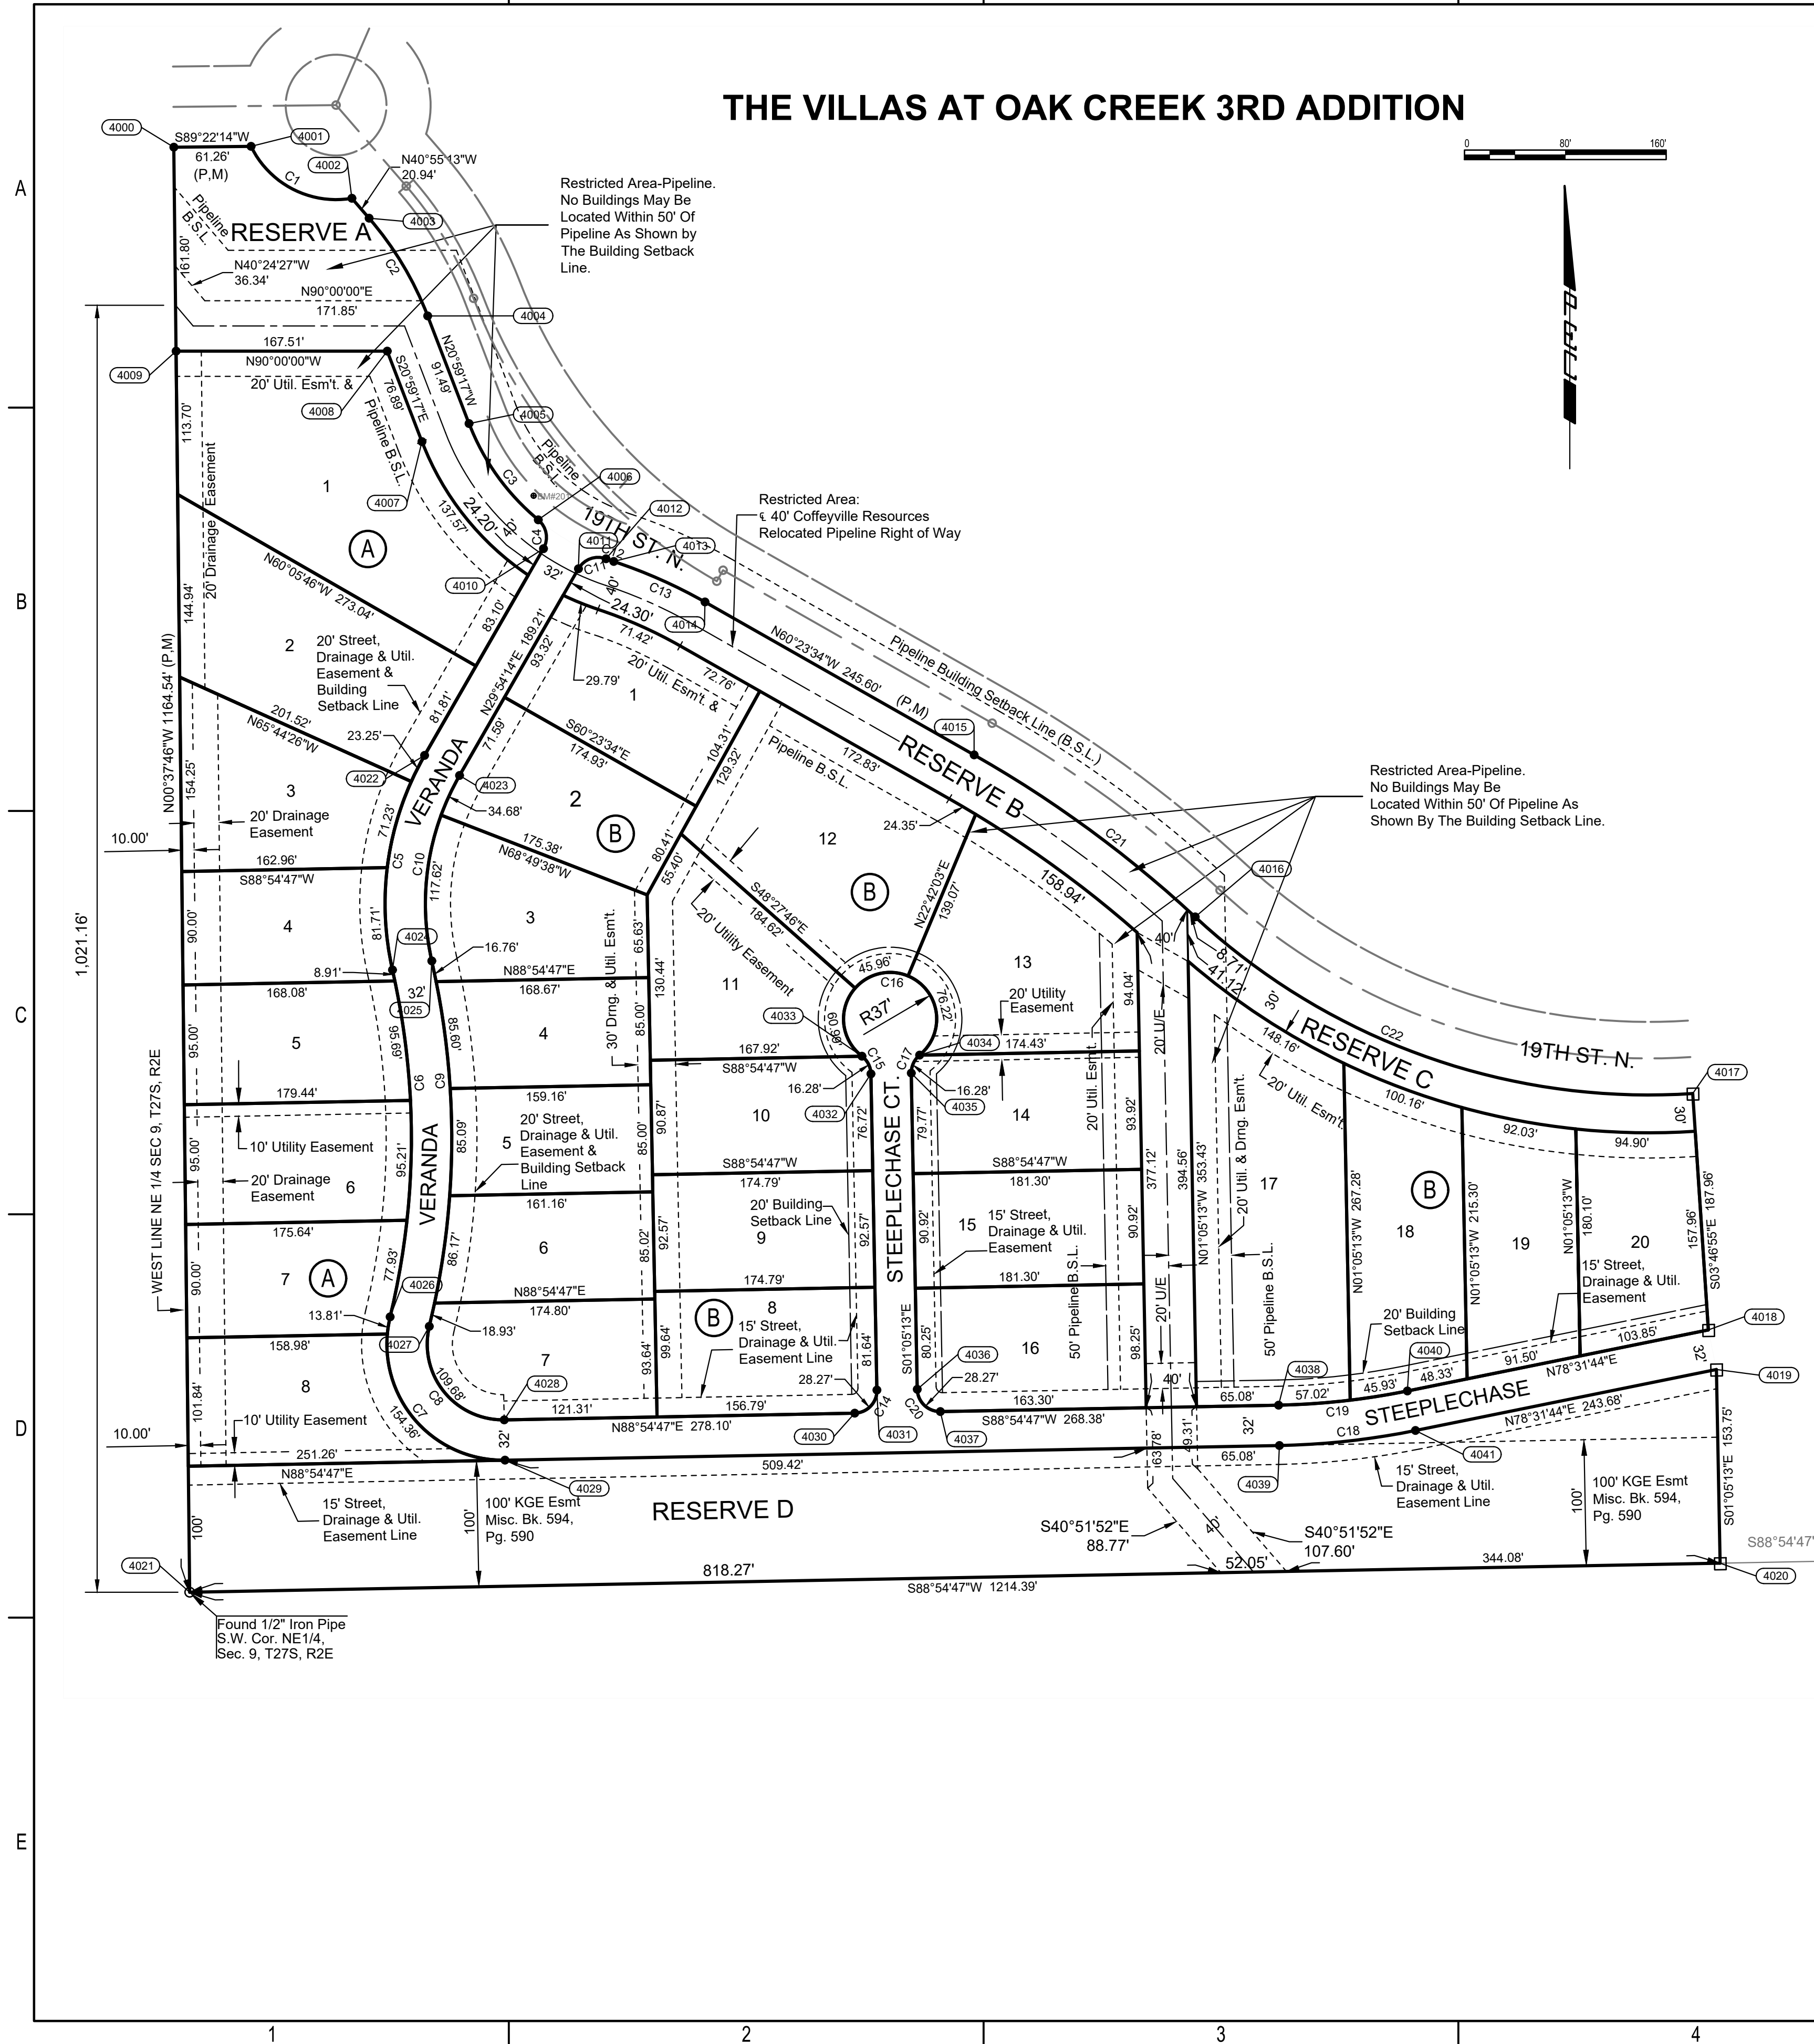 THE VILLAS AT OAK CREEK 3RD ADDITION
0 80' 160'
4000
S89°22'14"W
61.26'
(P,M)
4001
4002
C1
N40°55'13"W
20.94'
4003
Restricted Area-Pipeline.
No Buildings May Be
Located Within 50' Of
Pipeline As Shown by
The Building Setback
Line.
Pipeline
B.S.L.
RESERVE A
161.80'
N40°24'27"W
36.34'
C2
N90°00'00"E
171.85'
4004
167.51'
N90°00'00"W
4009
20' Util. Esm't. &
Pipeline B.S.L.
4008
S20°59'17"E
76.89'
N20°59'17"W
91.49'
4005
113.70'
20' Drainage Easement
1
4007
137.57'
24.20'
40'
C3
Pipeline
B.S.L.
BM#201
4006
C4
4012
19TH ST. N.
4011
4013
C11
C12
4010
32'
40'
C13
24.30'
4014
71.42'
29.79'
72.76'
20' Util. Esm't. &
Restricted Area:
℄ 40' Coffeyville Resources
Relocated Pipeline Right of Way
A
N60°05'46"W 273.04'
144.94'
83.10'
2
20' Street,
Drainage & Util.
Easement &
Building
Setback Line
N00°37'46"W 1164.54' (P,M)
81.81'
N29°54'14"E 189.21'
93.32'
71.59'
1
S60°23'34"E
174.93'
104.31'
129.32'
Pipeline B.S.L.
N60°23'34"W 245.60'
(P,M)
4015
Pipeline Building Setback Line (B.S.L.)
172.83'
RESERVE B
201.52'
N65°44'26"W
23.25'
4022
VERANDA
4023
34.68'
154.25'
3
20' Drainage
Easement
10.00'
71.23'
C5
C10
117.62'
2
B
175.38'
N68°49'38"W
80.41'
55.40'
12
24.35'
C21
Restricted Area-Pipeline.
No Buildings May Be
Located Within 50' Of Pipeline As
Shown By The Building Setback Line.
4016
162.96'
S88°54'47"W
B
S48°27'46"E
184.62'
20' Utility Easement
N22°42'03"E
139.07'
158.94'
1,021.16'
90.00'
4
81.71'
4024
3
16.76'
65.63'
8.91'
32'
4025
168.08'
N88°54'47"E
168.67'
30' Drng. & Util. Esm't.
130.44'
11
45.96'
C16
R37'
76.22'
60.90'
13
20' Utility
Easement
94.04'
40'
8.71'
41.12'
30'
C22
RESERVE C
19TH ST. N.
4017
95.00'
5
95.69'
85.60'
4
85.00'
4033
167.92'
S88°54'47"W
C15
C17
4034
174.43'
16.28'
16.28'
4032
4035
20' Util. Esm't.
20' U/E
148.16'
20' Util. Esm't.
100.16'
92.03'
94.90'
30'
WEST LINE NE 1/4 SEC 9, T27S, R2E
179.44'
C6
C9
159.16'
10' Utility Easement
95.00'
20' Drainage
Easement
6
95.21'
VERANDA
85.09'
5
20' Street,
Drainage & Util.
Easement &
Building Setback
Line
85.00'
90.87'
10
76.72'
79.77'
14
93.92'
STEEPLECHASE CT.
S88°54'47"W
174.79'
S88°54'47"W
181.30'
377.12'
394.56'
N01°05'13"W 353.43'
20' Util. & Drng. Esm't.
17
N01°05'13"W 267.28'
B
18
N01°05'13"W 215.30'
19
N01°05'13"W
180.10'
20
157.96'
S03°46'55"E 187.96'
175.64'
161.16'
20' Building
Setback Line
9
92.57'
92.57'
90.92'
15
15' Street,
Drainage & Util.
Easement
90.92'
90.00'
7
A
77.93'
4026
86.17'
6
85.02'
N88°54'47"E
174.80'
174.79'
181.30'
50' Pipeline B.S.L.
20' U/E
50' Pipeline B.S.L.
15' Street,
Drainage & Util.
Easement
13.81'
4027
18.93'
B
8
15' Street,
Drainage & Util.
Easement Line
81.64'
S01°05'13"E
80.25'
16
98.25'
20' Building
Setback Line
103.85'
4018
158.98'
7
93.64'
99.64'
28.27'
4036
28.27'
4038
4040
32'
4019
8
109.68'
C8
C7
154.36'
4028
101.84'
10' Utility Easement
10.00'
121.31'
156.79'
N88°54'47"E 278.10'
C14
4030
4031
C20
163.30'
S88°54'47"W 268.38'
4037
40'
65.08'
57.02'
45.93'
48.33'
91.50'
N78°31'44"E
C19
STEEPLECHASE
N78°31'44"E 243.68'
C18
4041
251.26'
N88°54'47"E
32'
509.42'
63.78'
49.31'
32'
65.08'
4039
4029
15' Street,
Drainage & Util.
Easement Line
100'
100'
100' KGE Esmt
Misc. Bk. 594,
Pg. 590
RESERVE D
S40°51'52"E
88.77'
40'
S40°51'52"E
107.60'
15' Street,
Drainage & Util.
Easement Line
100'
100' KGE Esmt
Misc. Bk. 594,
Pg. 590
S01°05'13"E 153.75'
S88°54'47"
4021
818.27'
52.05'
344.08'
4020
S88°54'47"W 1214.39'
Found 1/2" Iron Pipe
S.W. Cor. NE1/4,
Sec. 9, T27S, R2E
A
B
C
D
E
1
2
3
4